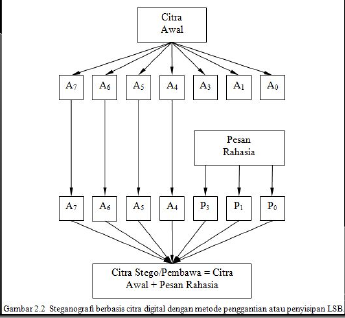 Citra
Awal
A7 A6 A5 A4 A3 A1 A0
Pesan
Rahasia
A7 A6 A5 A4 P3 P1 P0
Citra Stego/Pembawa = Citra
Awal + Pesan Rahasia
Gambar 2.2 Steganografi berbasis citra digital dengan metode penggantian atau penyisipan LSB